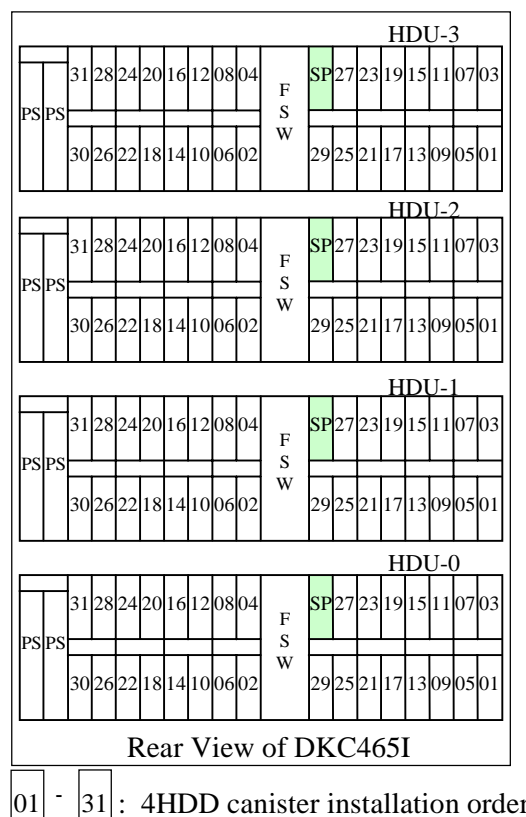 HDU-3
31 28 24 20 16 12 08 04 SP 27 23 19 15 11 07 03
PS PS F S W
30 26 22 18 14 10 06 02 29 25 21 17 13 09 05 01
HDU-2
31 28 24 20 16 12 08 04 SP 27 23 19 15 11 07 03
PS PS F S W
30 26 22 18 14 10 06 02 29 25 21 17 13 09 05 01
HDU-1
31 28 24 20 16 12 08 04 SP 27 23 19 15 11 07 03
PS PS F S W
30 26 22 18 14 10 06 02 29 25 21 17 13 09 05 01
HDU-0
31 28 24 20 16 12 08 04 SP 27 23 19 15 11 07 03
PS PS F S W
30 26 22 18 14 10 06 02 29 25 21 17 13 09 05 01
Rear View of DKC465I
01 - 31 : 4HDD canister installation order